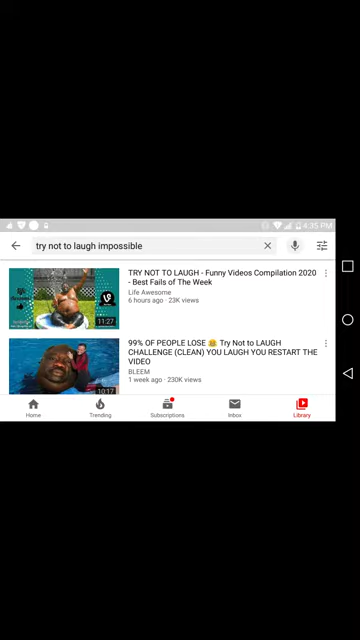 4:35 PM
try not to laugh impossible
TRY NOT TO LAUGH - Funny Videos Compilation 2020
- Best Fails of The Week
Life Awesome
6 hours ago · 23K views
11:27
99% OF PEOPLE LOSE 😆 Try Not to LAUGH
CHALLENGE (CLEAN) YOU LAUGH YOU RESTART THE
VIDEO
BLEEM
1 week ago · 230K views
10:17
Home
Trending
Subscriptions
Inbox
Library